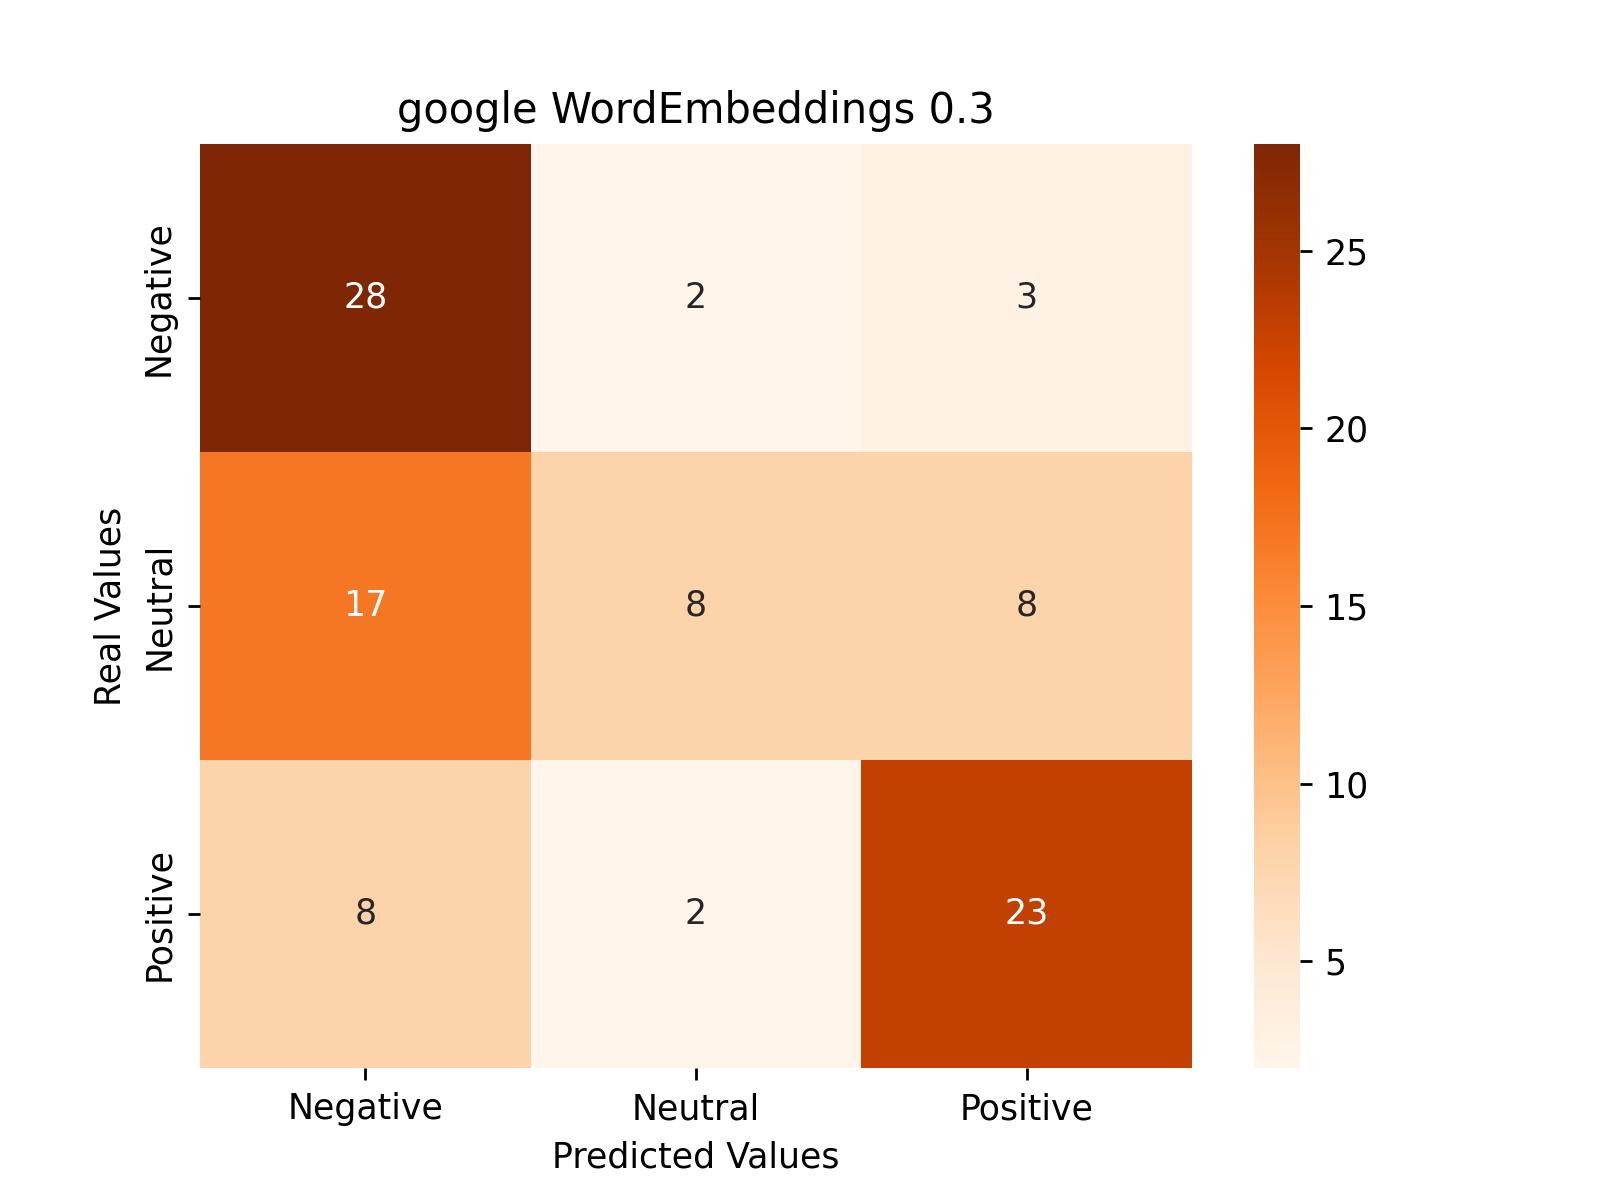 google WordEmbeddings 0.3
Real Values
Negative
28 2 3
Neutral
17 8 8
Positive
8 2 23
Negative Neutral Positive
Predicted Values
25
20
15
10
5